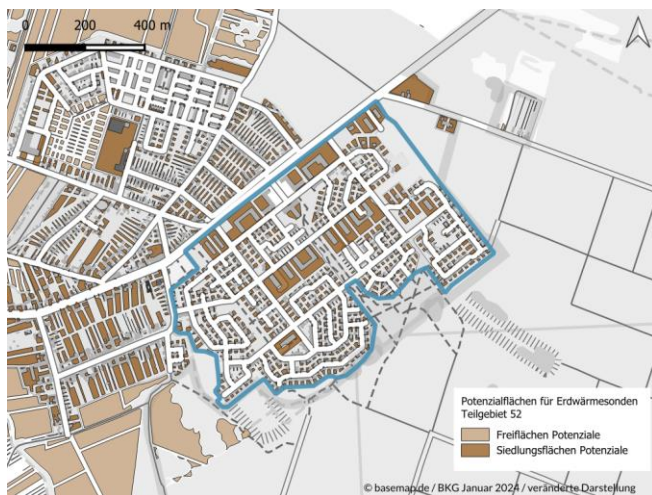 0 200 400 m
Potenzialflächen für Erdwärmesonden
Teilgebiet 52
Freiflächen Potenziale
Siedlungsflächen Potenziale
© basemap.de / BKG Januar 2024 / veränderte Darstellung